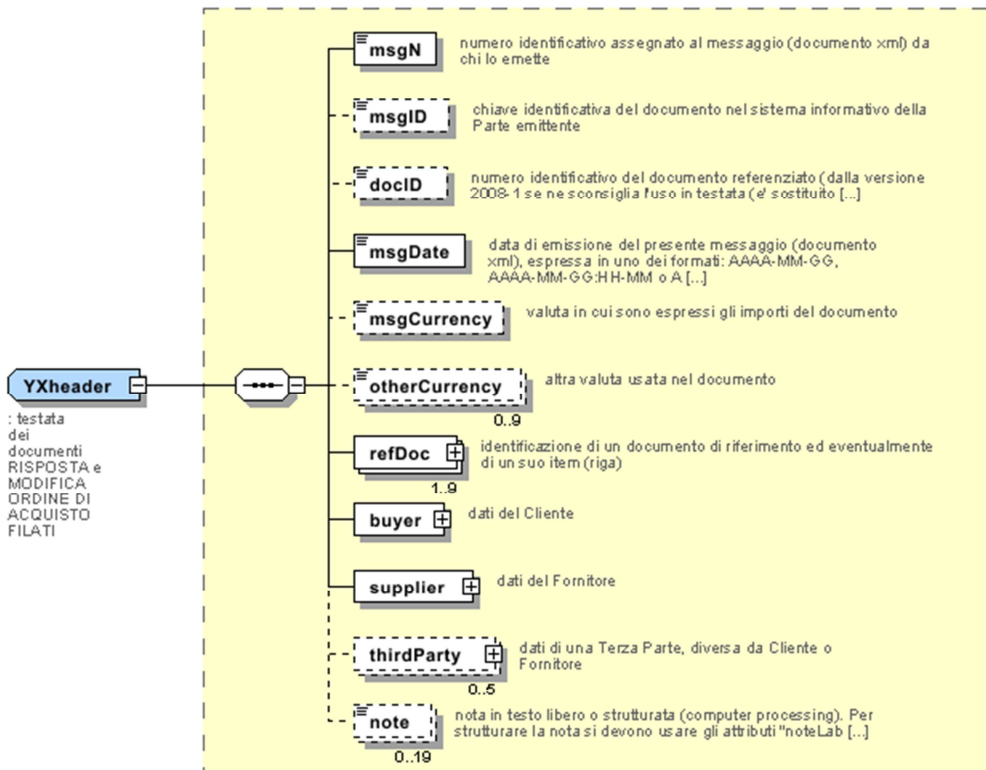 msgN
numero identificativo assegnato al messaggio (documento xml) da
chi lo emette
msgID
chiave identificativa del documento nel sistema informativo della
Parte emittente
docID
numero identificativo del documento referenziato (dalla versione
2008-1 se ne sconsiglia l'uso in testata (e' sostituito [...]
msgDate
data di emissione del presente messaggio (documento
xml), espressa in uno dei formati: AAAA-MM-GG,
AAAA-MM-GG:HH-MM o A [...]
msgCurrency
valuta in cui sono espressi gli importi del documento
YXheader
: testata
dei
documenti
RISPOSTA e
MODIFICA
ORDINE DI
ACQUISTO
FILATI
otherCurrency
altra valuta usata nel documento
0..9
refDoc
identificazione di un documento di riferimento ed eventualmente
di un suo item (riga)
1..9
buyer
dati del Cliente
supplier
dati del Fornitore
thirdParty
dati di una Terza Parte, diversa da Cliente o
Fornitore
0..5
note
nota in testo libero o strutturata (computer processing). Per
strutturare la nota si devono usare gli attributi "noteLab [...]
0..19